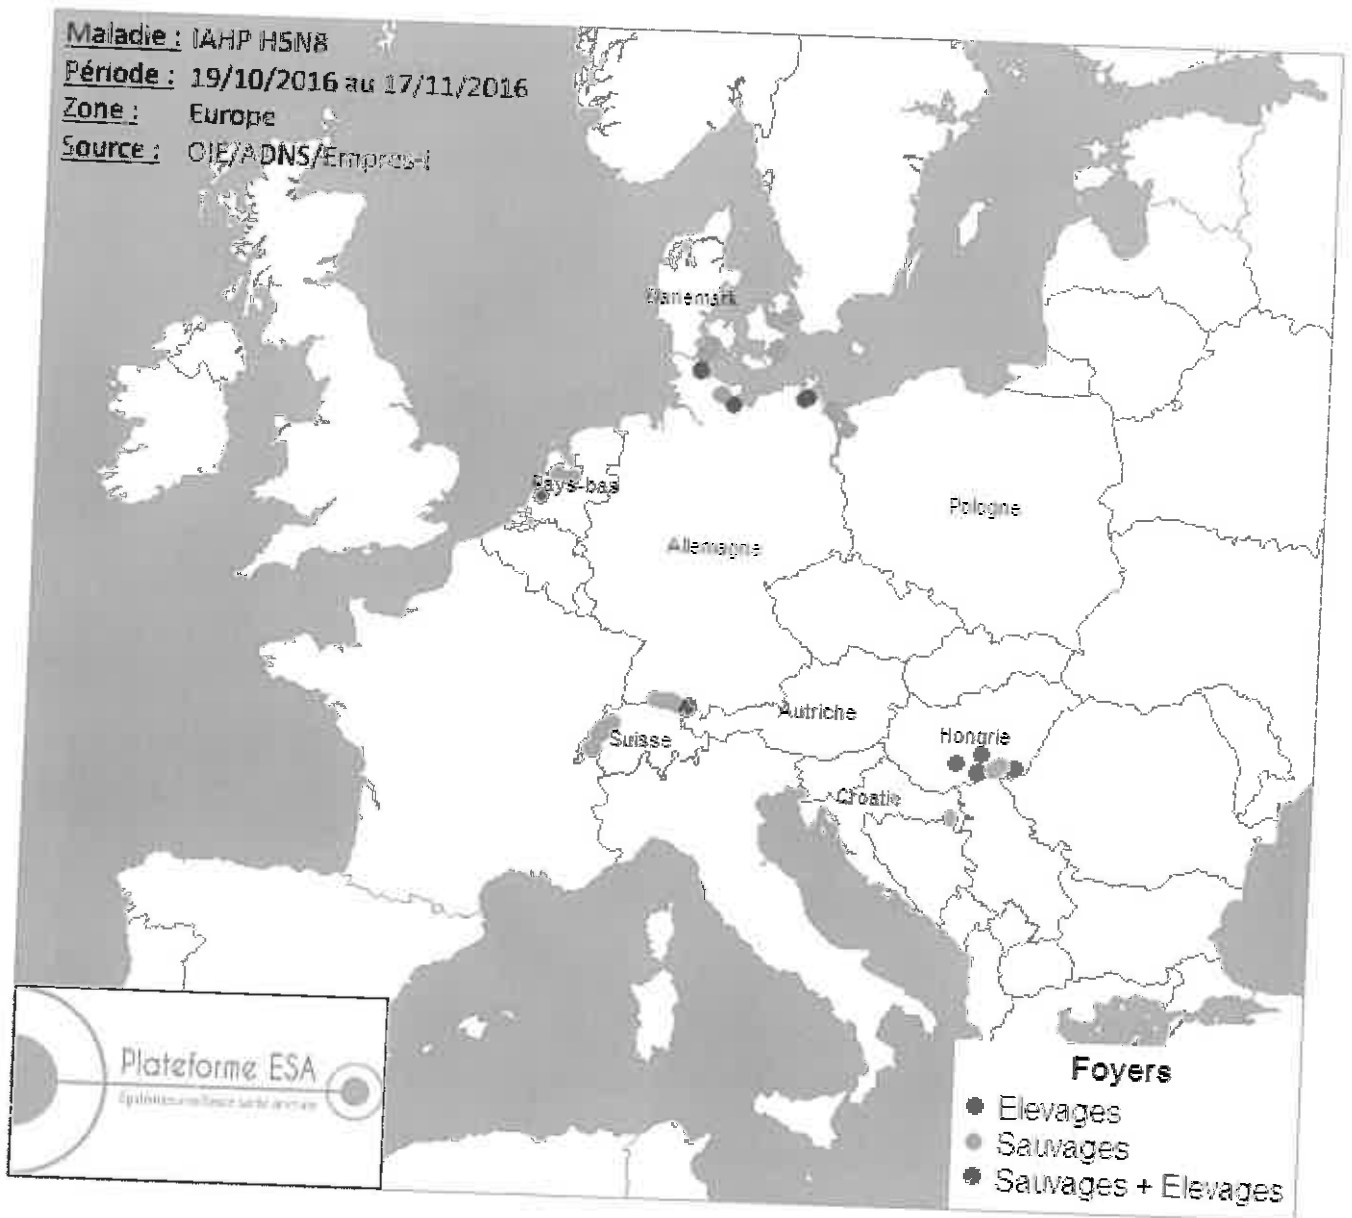 Maladie : IAHP H5N8
Période : 19/10/2016 au 17/11/2016
Zone : Europe
Source : OIE/ADNS/Empres-i
Danemark
Pays-bas
Pologne
Allemagne
Autriche
Suisse
Hongrie
Croatie
Plateforme ESA
Foyers
Elevages
Sauvages
Sauvages + Elevages